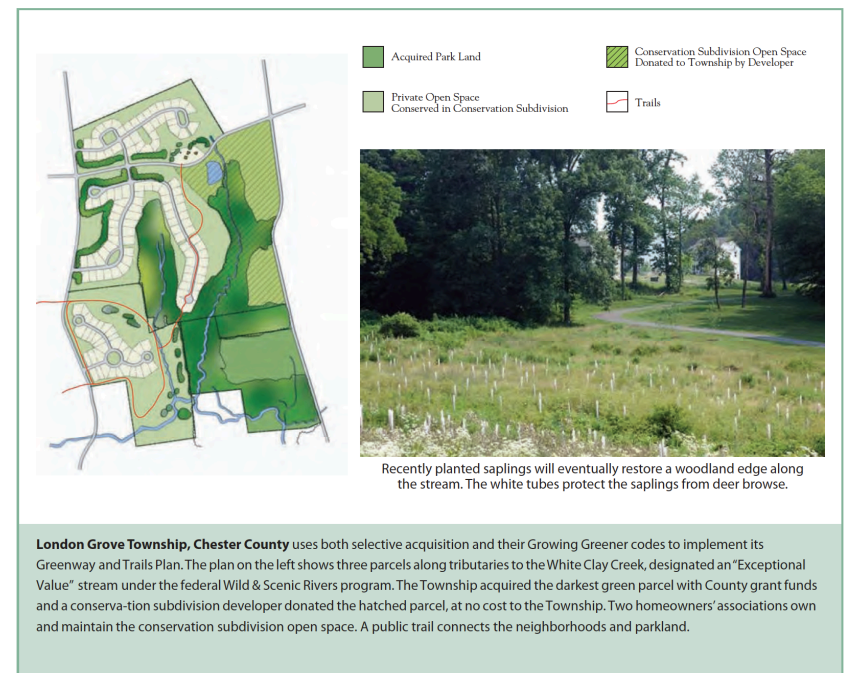 Acquired Park Land
Conservation Subdivision Open Space
Donated to Township by Developer
Private Open Space
Conserved in Conservation Subdivision
Trails
Recently planted saplings will eventually restore a woodland edge along
the stream. The white tubes protect the saplings from deer browse.
London Grove Township, Chester County uses both selective acquisition and their Growing Greener codes to implement its
Greenway and Trails Plan. The plan on the left shows three parcels along tributaries to the White Clay Creek, designated an “Exceptional
Value” stream under the federal Wild & Scenic Rivers program. The Township acquired the darkest green parcel with County grant funds
and a conserva-tion subdivision developer donated the hatched parcel, at no cost to the Township. Two homeowners’ associations own
and maintain the conservation subdivision open space. A public trail connects the neighborhoods and parkland.